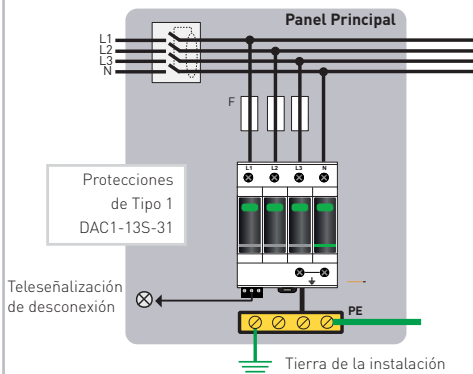 Panel Principal
L1
L2
L3
N
F
L1 L2 L3 N
Protecciones
de Tipo 1
DAC1-13S-31
Teleseñalización
de desconexión
PE
Tierra de la instalación